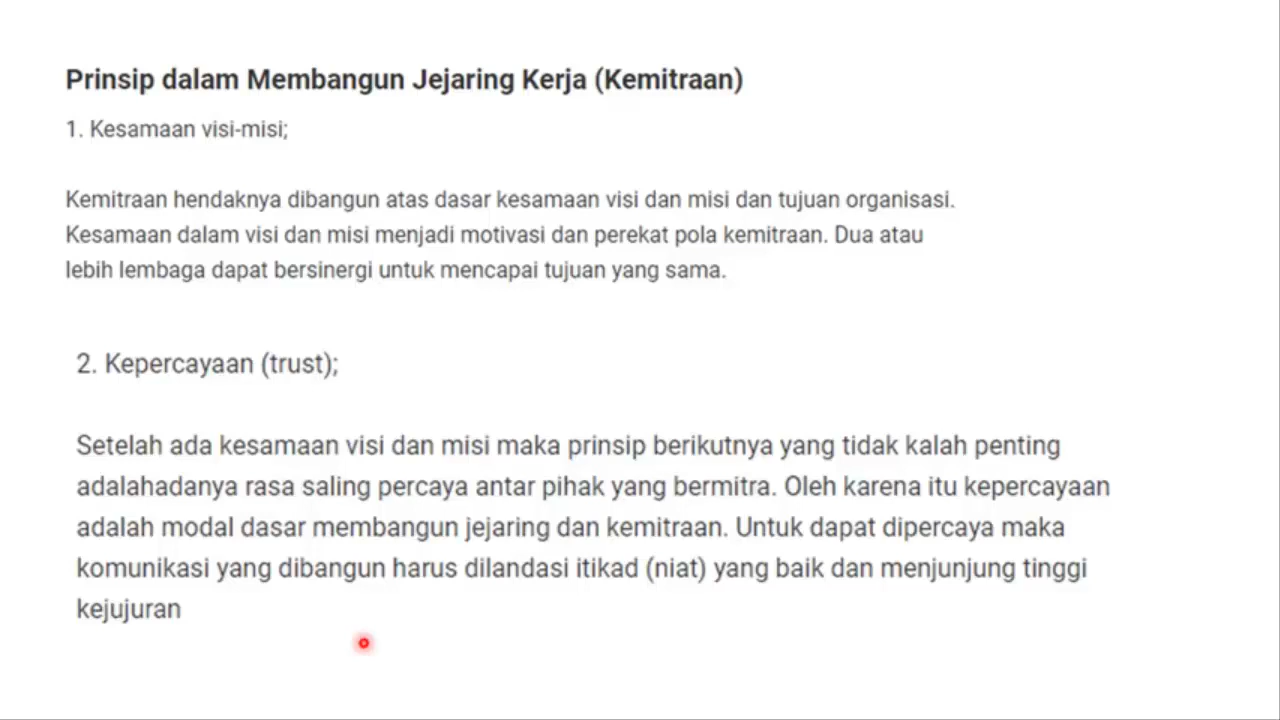 Prinsip dalam Membangun Jejaring Kerja (Kemitraan)
1. Kesamaan visi-misi;
Kemitraan hendaknya dibangun atas dasar kesamaan visi dan misi dan tujuan organisasi.
Kesamaan dalam visi dan misi menjadi motivasi dan perekat pola kemitraan. Dua atau
lebih lembaga dapat bersinergi untuk mencapai tujuan yang sama.
2. Kepercayaan (trust);
Setelah ada kesamaan visi dan misi maka prinsip berikutnya yang tidak kalah penting
adalahadanya rasa saling percaya antar pihak yang bermitra. Oleh karena itu kepercayaan
adalah modal dasar membangun jejaring dan kemitraan. Untuk dapat dipercaya maka
komunikasi yang dibangun harus dilandasi itikad (niat) yang baik dan menjunjung tinggi
kejujuran